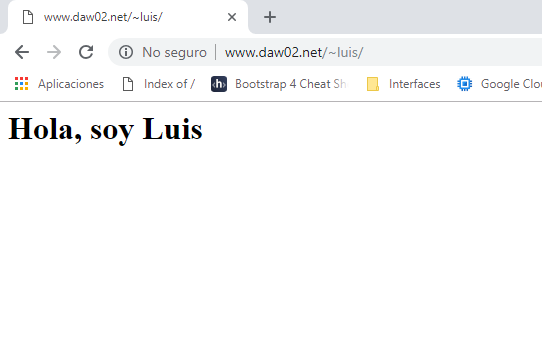 www.daw02.net/~luis/
No seguro | www.daw02.net/~luis/
Aplicaciones Index of / Bootstrap 4 Cheat Sh Interfaces Google Clou
Hola, soy Luis